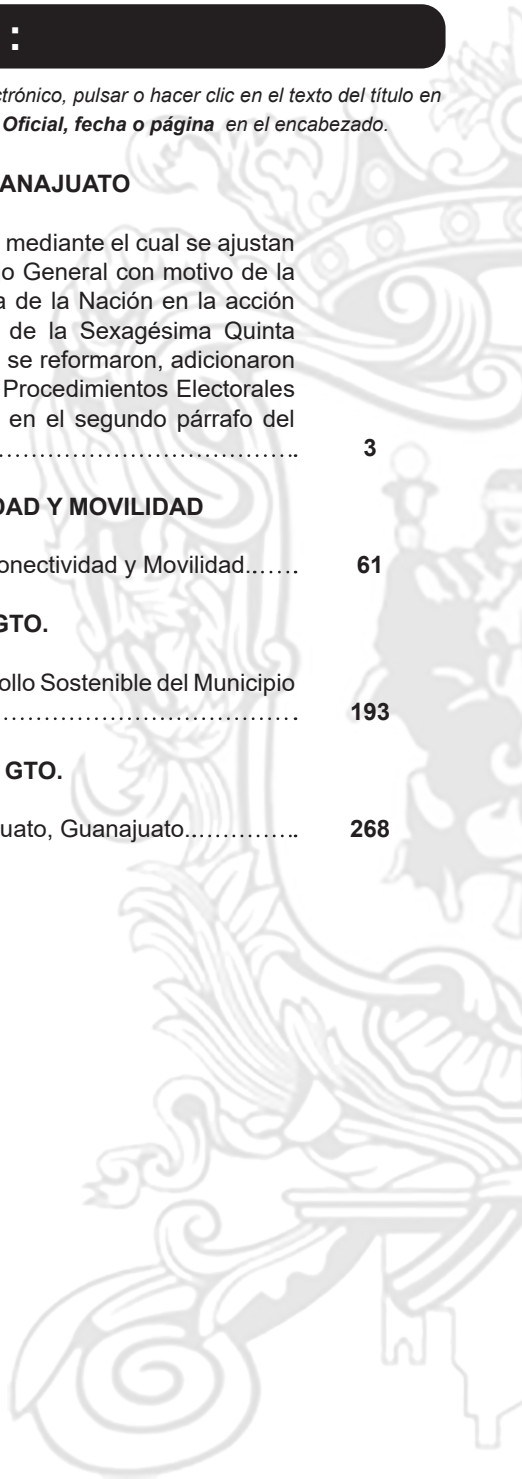 :
ctrónico, pulsar o hacer clic en el texto del título en
Oficial, fecha o página en el encabezado.
ANAJUATO
mediante el cual se ajustan
o General con motivo de la
a de la Nación en la acción
de la Sexagésima Quinta
se reformaron, adicionaron
Procedimientos Electorales
en el segundo párrafo del
……………………………. 3
DAD Y MOVILIDAD
onectividad y Movilidad....... 61
GTO.
ollo Sostenible del Municipio
……………………………… 193
GTO.
uato, Guanajuato.………… 268